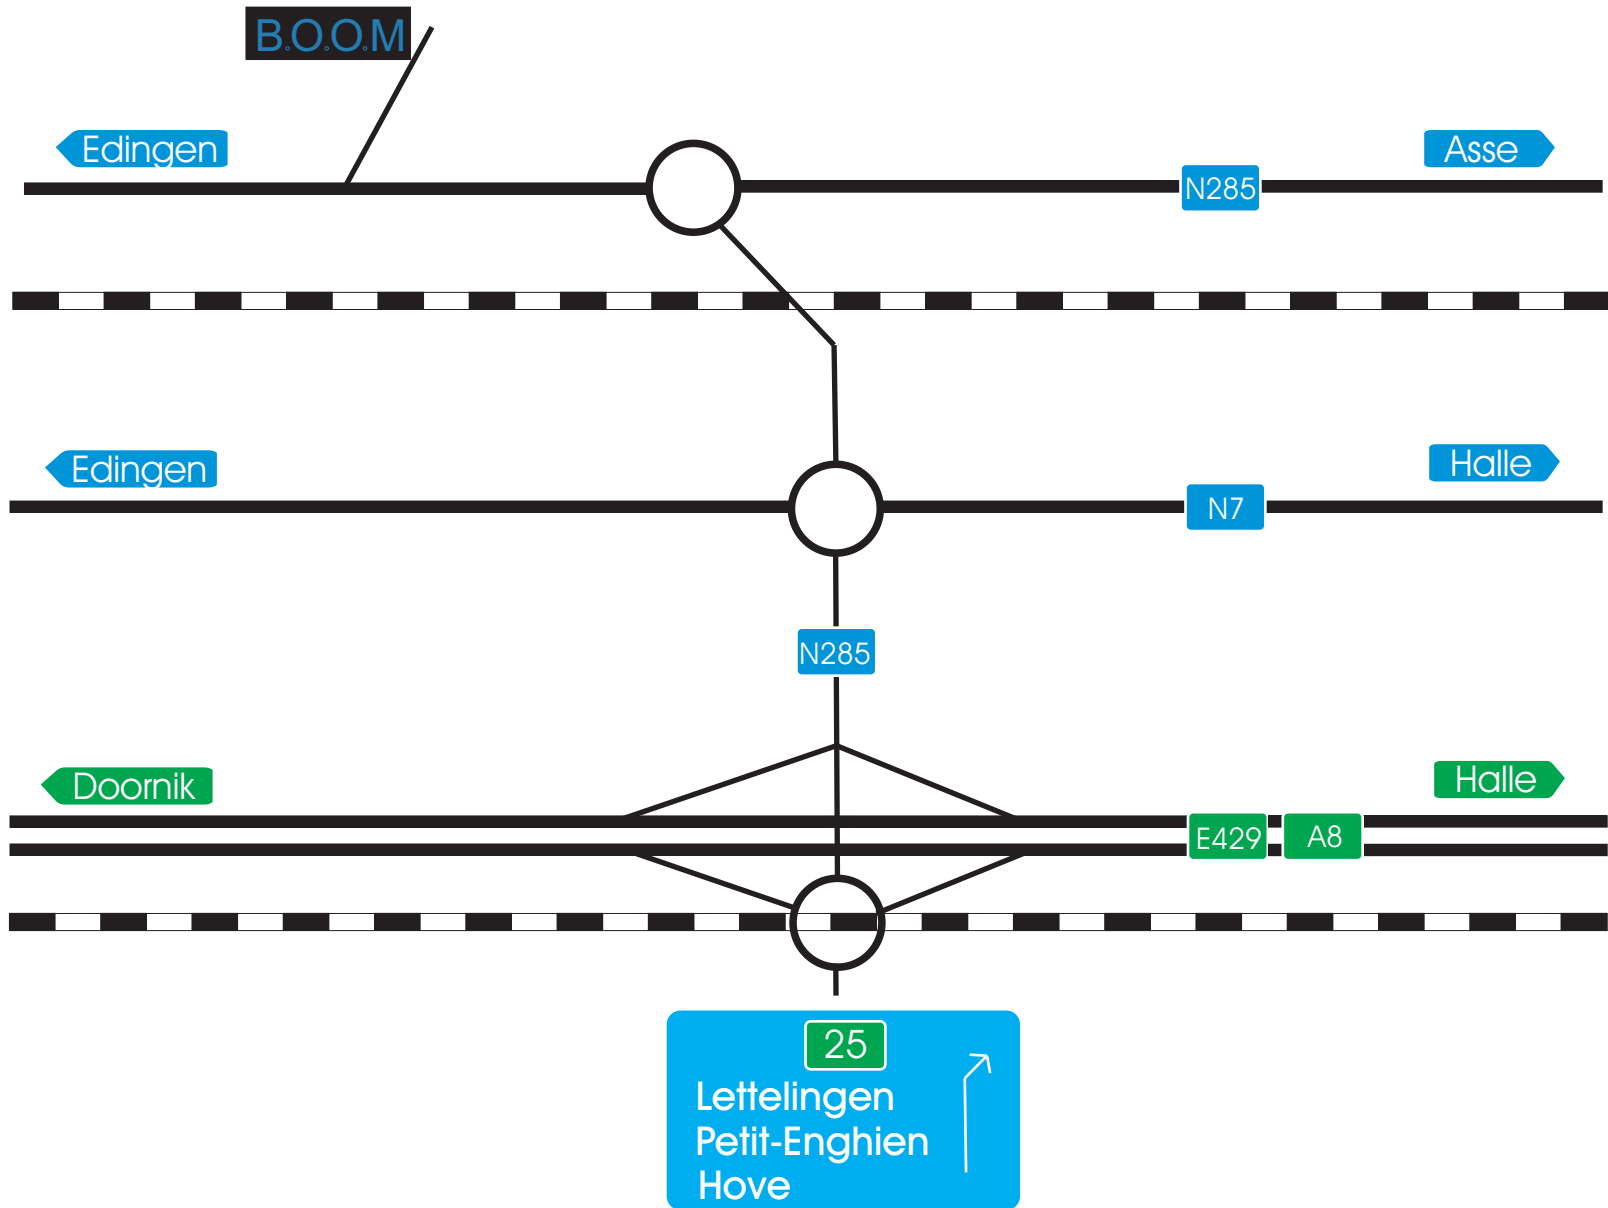 B.O.O.M
Edingen
Asse
N285
Edingen
Halle
N7
N285
Doornik
Halle
E429
A8
25
Lettelingen
Petit-Enghien
Hove